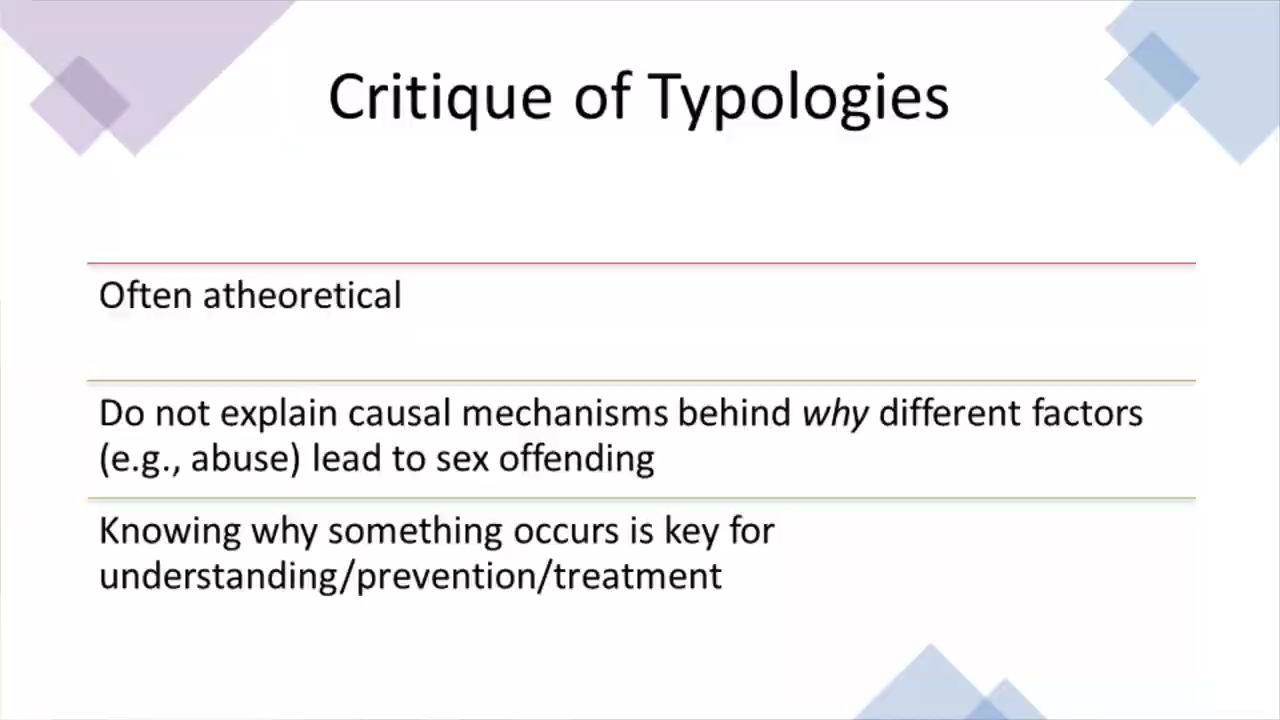 Critique of Typologies
Often atheoretical
Do not explain causal mechanisms behind why different factors
(e.g., abuse) lead to sex offending
Knowing why something occurs is key for
understanding/prevention/treatment